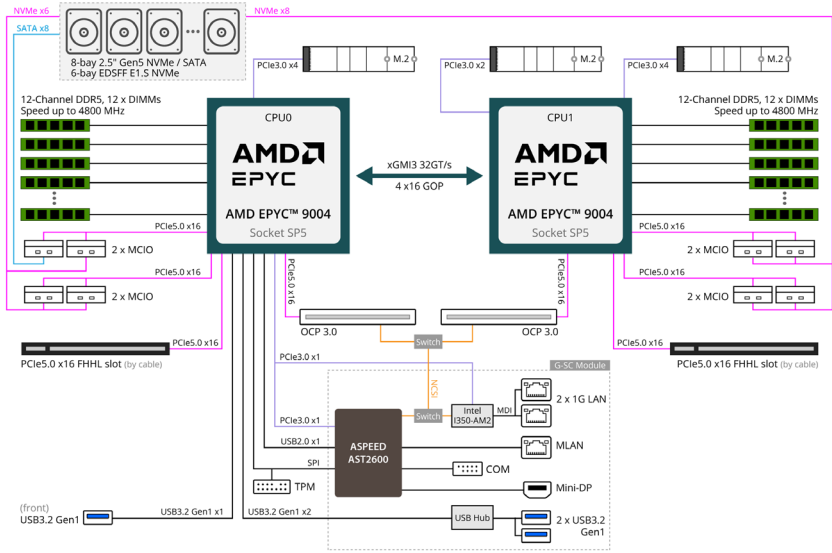 NVMe x6
NVMe x8
SATA x8
8-bay 2.5" Gen5 NVMe / SATA
6-bay EDSFF E1.S NVMe
PCIe3.0 x4
M.2
PCIe3.0 x2
M.2
PCIe3.0 x4
M.2
12-Channel DDR5, 12 x DIMMs
Speed up to 4800 MHz
12-Channel DDR5, 12 x DIMMs
Speed up to 4800 MHz
CPU0
AMD
EPYC
AMD EPYC™ 9004
Socket SP5
xGMI3 32GT/s
4 x16 GOP
CPU1
AMD
EPYC
AMD EPYC™ 9004
Socket SP5
PCIe5.0 x16
2 x MCIO
PCIe5.0 x16
2 x MCIO
PCIe5.0 x16
2 x MCIO
PCIe5.0 x16
2 x MCIO
PCIe5.0 x16
PCIe5.0 x16
OCP 3.0
OCP 3.0
PCIe5.0 x16
PCIe5.0 x16 FHHL slot (by cable)
PCIe5.0 x16
PCIe5.0 x16 FHHL slot (by cable)
Switch
PCIe3.0 x1
NCSI
G-SC Module
PCIe3.0 x1
Switch
Intel
I350-AM2
MDI
2 x 1G LAN
ASPEED
AST2600
USB2.0 x1
MLAN
SPI
TPM
COM
Mini-DP
(front)
USB3.2 Gen1
USB3.2 Gen1 x1
USB3.2 Gen1 x2
USB Hub
2 x USB3.2
Gen1